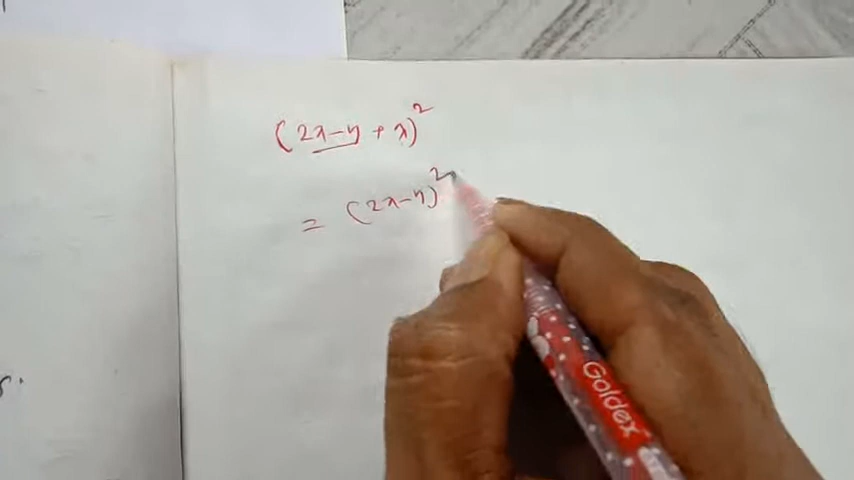 (2x-y + x)²
= (2x-y)²
Goldex